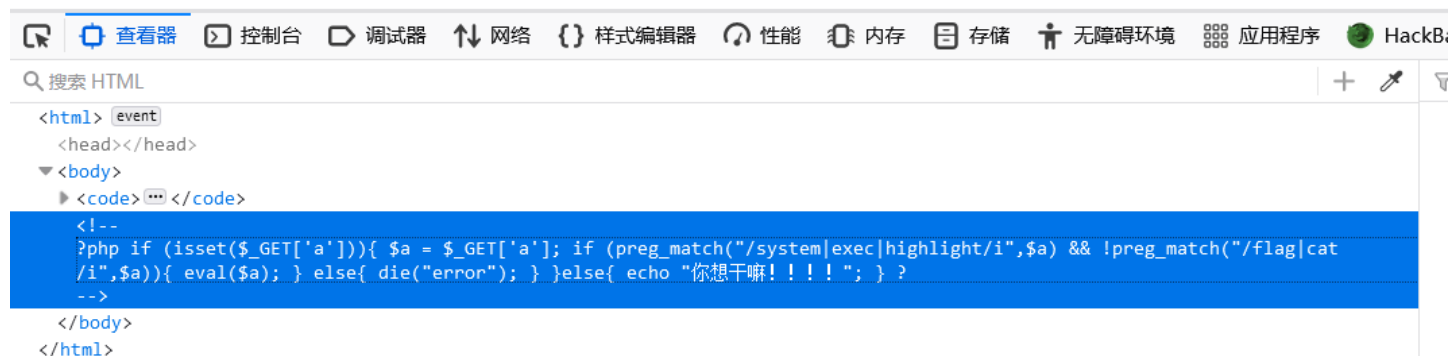 查看器 控制台 调试器 网络 {} 样式编辑器 性能 内存 存储 无障碍环境 应用程序 HackBa
搜索 HTML
<html> event
<head></head>
<body>
<code>…</code>
<!--
?php if (isset($_GET['a'])){ $a = $_GET['a']; if (preg_match("/system|exec|highlight/i",$a) && !preg_match("/flag|cat
/i",$a)){ eval($a); } else{ die("error"); } }else{ echo "你想干嘛！！！！"; } ?
-->
</body>
</html>